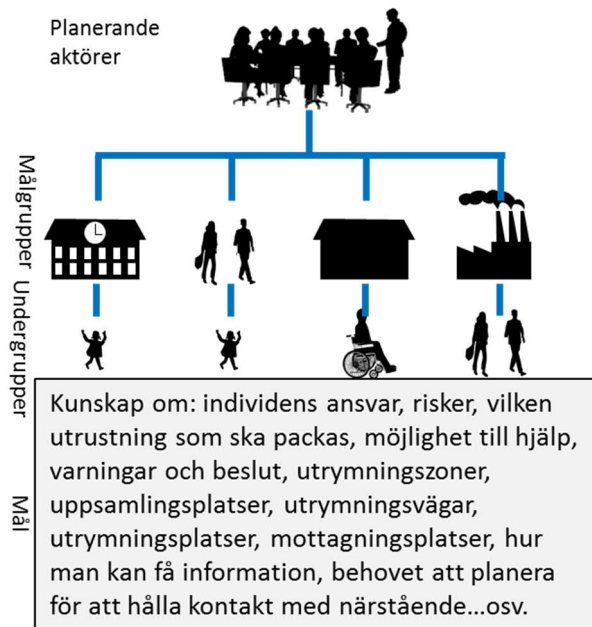 Planerande
aktörer
Målgrupper
Undergrupper
Mål
Kunskap om: individens ansvar, risker, vilken
utrustning som ska packas, möjlighet till hjälp,
varningar och beslut, utrymningszoner,
uppsamlingsplatser, utrymningsvägar,
utrymningsplatser, mottagningsplatser, hur
man kan få information, behovet att planera
för att hålla kontakt med närstående...osv.